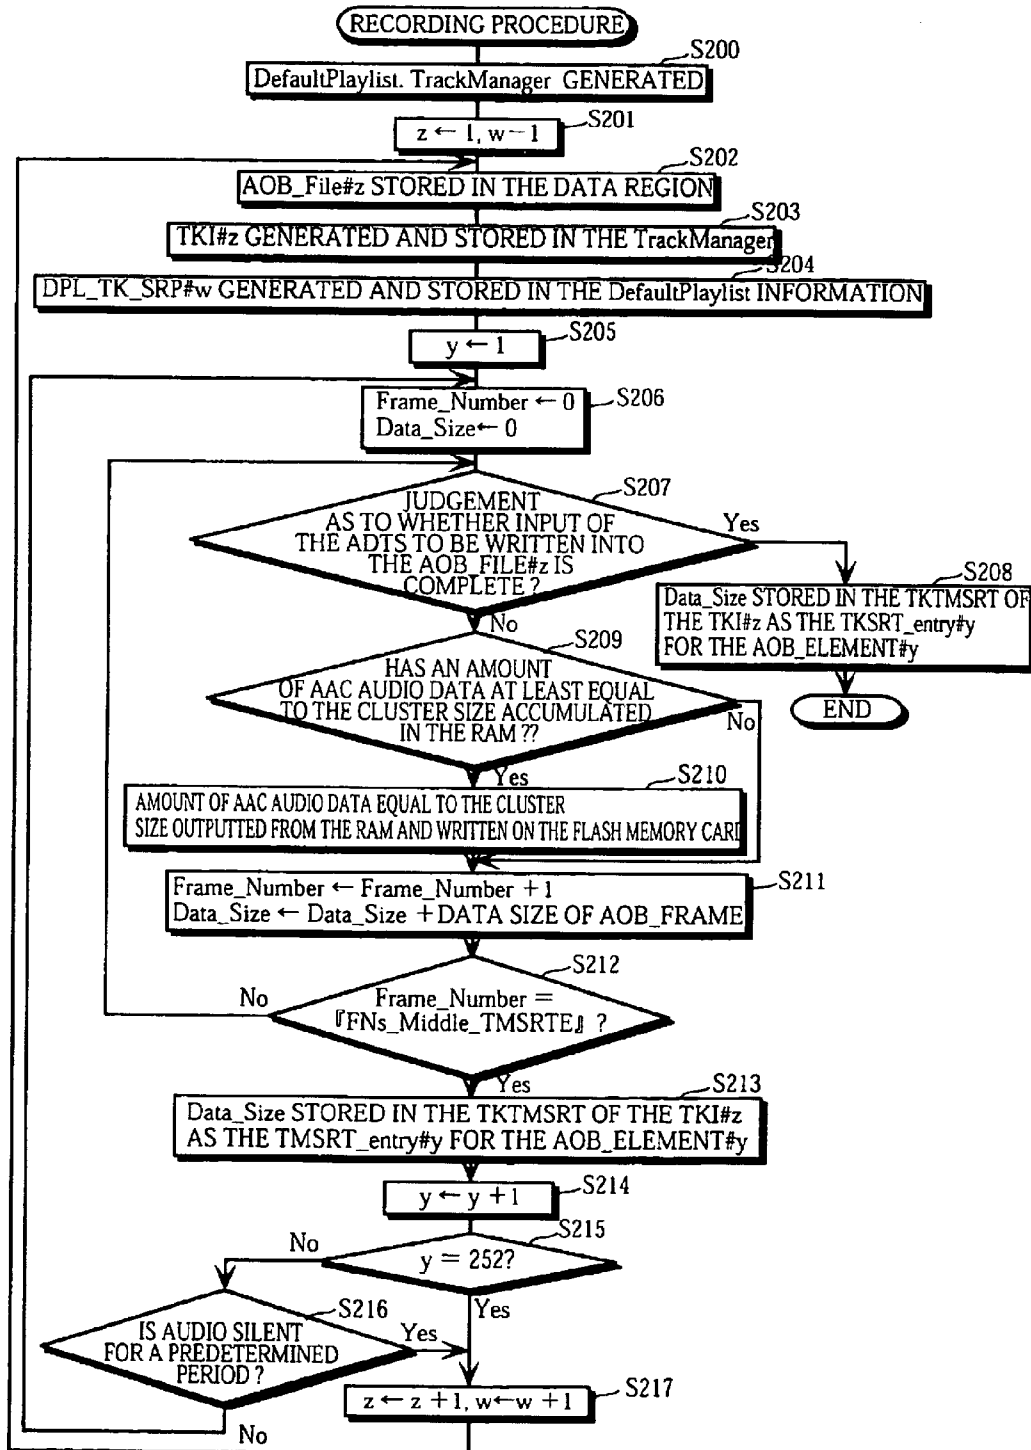 RECORDING PROCEDURE
S200
DefaultPlaylist. TrackManager GENERATED
S201
z ← 1, w−1
S202
AOB_File#z STORED IN THE DATA REGION
S203
TKI#z GENERATED AND STORED IN THE TrackManager
S204
DPL_TK_SRP#w GENERATED AND STORED IN THE DefaultPlaylist INFORMATION
S205
y ← 1
S206
Frame_Number ← 0
Data_Size← 0
S207
JUDGEMENT
AS TO WHETHER INPUT OF
THE ADTS TO BE WRITTEN INTO
THE AOB_FILE#z IS
COMPLETE ?
Yes
No
S208
Data_Size STORED IN THE TKTMSRT OF
THE TKI#z AS THE TKSRT_entry#y
FOR THE AOB_ELEMENT#y
END
S209
HAS AN AMOUNT
OF AAC AUDIO DATA AT LEAST EQUAL
TO THE CLUSTER SIZE ACCUMULATED
IN THE RAM ??
No
Yes
S210
AMOUNT OF AAC AUDIO DATA EQUAL TO THE CLUSTER
SIZE OUTPUTTED FROM THE RAM AND WRITTEN ON THE FLASH MEMORY CARD
S211
Frame_Number ← Frame_Number +1
Data_Size ← Data_Size +DATA SIZE OF AOB_FRAME
S212
Frame_Number =
『FNs_Middle_TMSRTE』 ?
No
Yes
S213
Data_Size STORED IN THE TKTMSRT OF THE TKI#z
AS THE TMSRT_entry#y FOR THE AOB_ELEMENT#y
S214
y ← y +1
S215
y = 252?
No
Yes
S216
IS AUDIO SILENT
FOR A PREDETERMINED
PERIOD ?
Yes
No
S217
z ← z +1, w←w +1